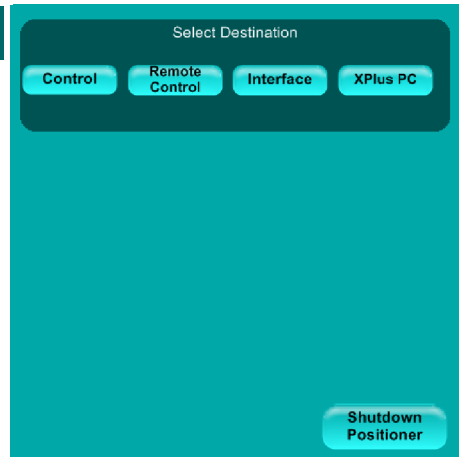 Select Destination
Control
Remote
Control
Interface
XPlus PC
Shutdown
Positioner